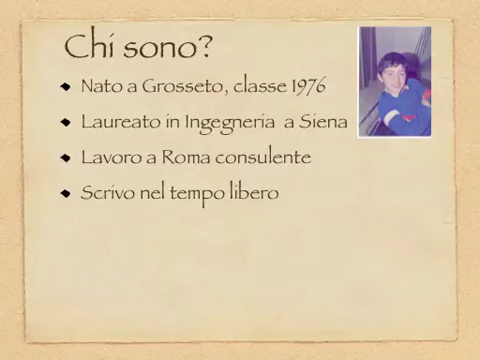 Chi sono?
Nato a Grosseto, classe 1976
Laureato in Ingegneria a Siena
Lavoro a Roma consulente
Scrivo nel tempo libero